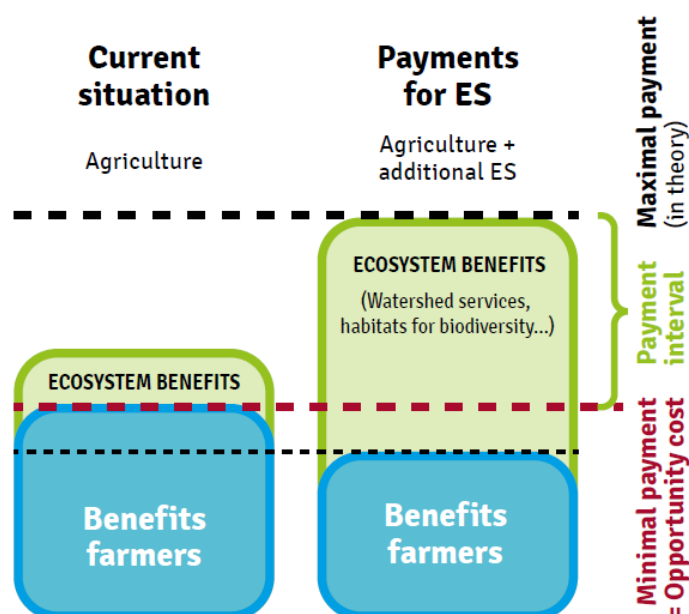 Current
situation
Payments
for ES
Agriculture
Agriculture +
additional ES
Maximal payment
(in theory)
ECOSYSTEM BENEFITS
(Watershed services,
habitats for biodiversity...)
Payment
interval
ECOSYSTEM BENEFITS
Benefits
farmers
Benefits
farmers
Minimal payment
= Opportunity cost